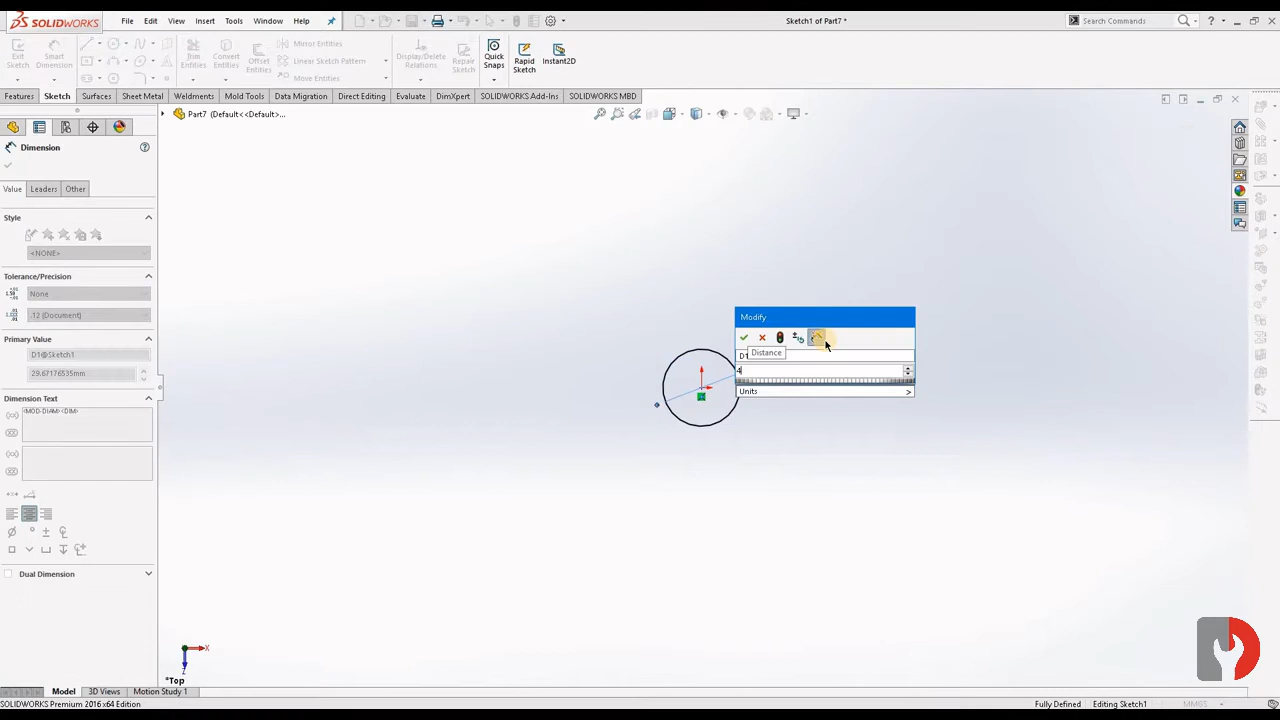 SOLIDWORKS
File Edit View Insert Tools Window Help
Sketch1 of Part7 *
Search Commands
Exit Sketch
Smart Dimension
Trim Entities
Convert Entities
Offset Entities
Mirror Entities
Linear Sketch Pattern
Move Entities
Display/Delete Relations
Repair Sketch
Quick Snaps
Rapid Sketch
Instant2D
Features Sketch Surfaces Sheet Metal Weldments Mold Tools Data Migration Direct Editing Evaluate DimXpert SOLIDWORKS Add-Ins SOLIDWORKS MBD
Part7 (Default<<Default>...
Dimension
Value Leaders Other
Style
<NONE>
Tolerance/Precision
None
.12 (Document)
Primary Value
D1@Sketch1
29.67176535mm
Dimension Text
<MOD-DIAM><DIM>
Dual Dimension
Modify
D1
Distance
4
Units >
*Top
Model 3D Views Motion Study 1
SOLIDWORKS Premium 2016 x64 Edition
Fully Defined Editing Sketch1 MMGS